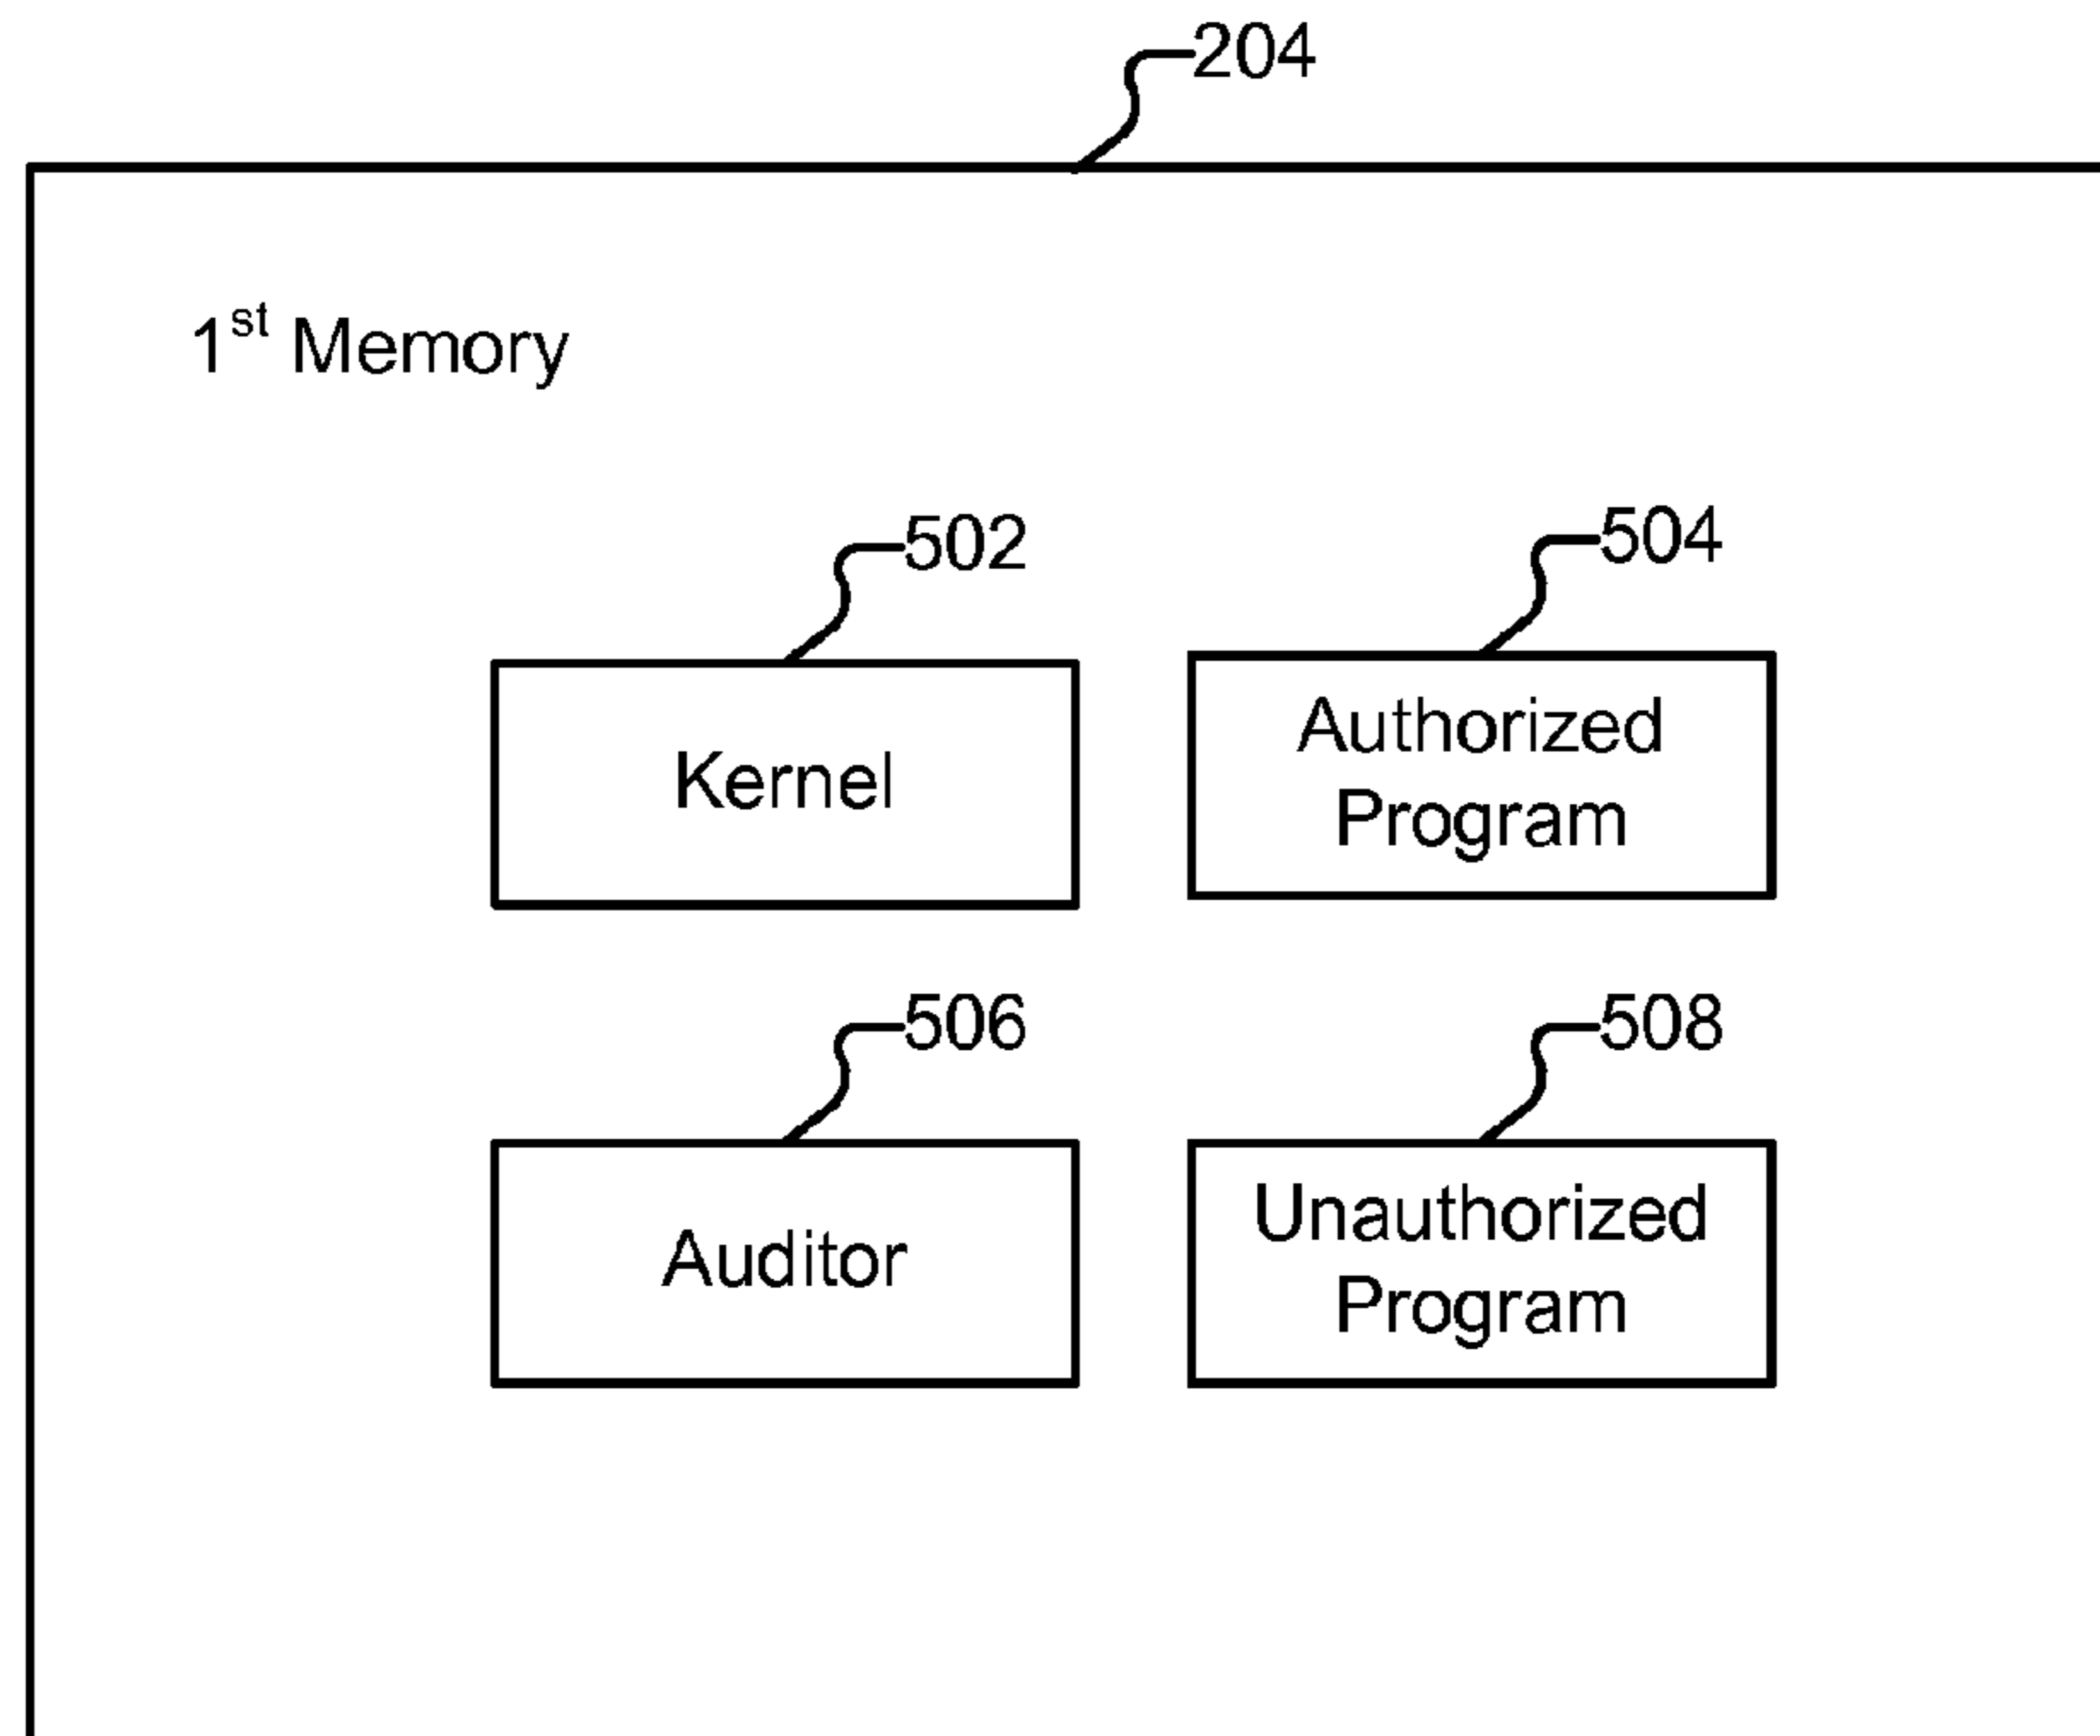 204
1st Memory
502
504
Kernel
Authorized
Program
506
508
Auditor
Unauthorized
Program